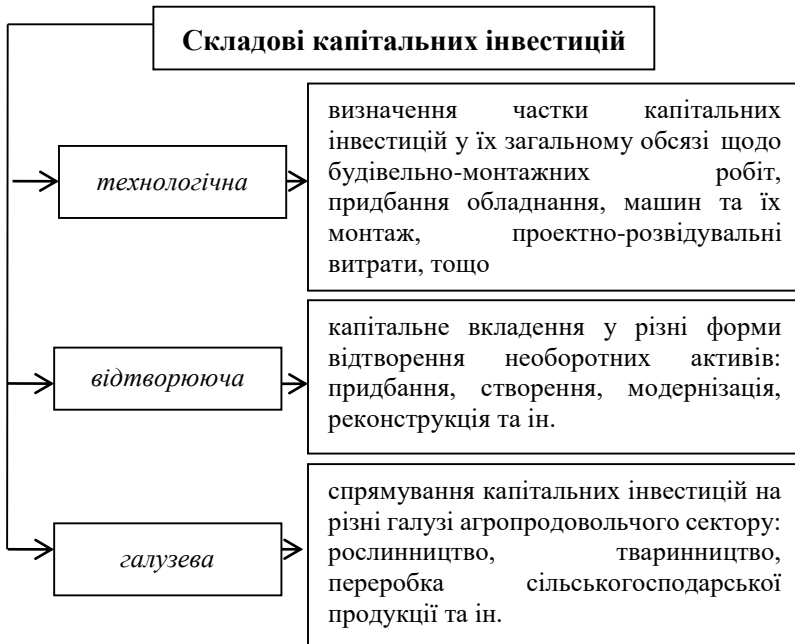 Складові капітальних інвестицій
технологічна
визначення частки капітальних
інвестицій у їх загальному обсязі щодо
будівельно-монтажних робіт,
придбання обладнання, машин та їх
монтаж, проектно-розвідувальні
витрати, тощо
відтворююча
капітальне вкладення у різні форми
відтворення необоротних активів:
придбання, створення, модернізація,
реконструкція та ін.
галузева
спрямування капітальних інвестицій на
різні галузі агропродовольчого сектору:
рослинництво, тваринництво,
переробка сільськогосподарської
продукції та ін.